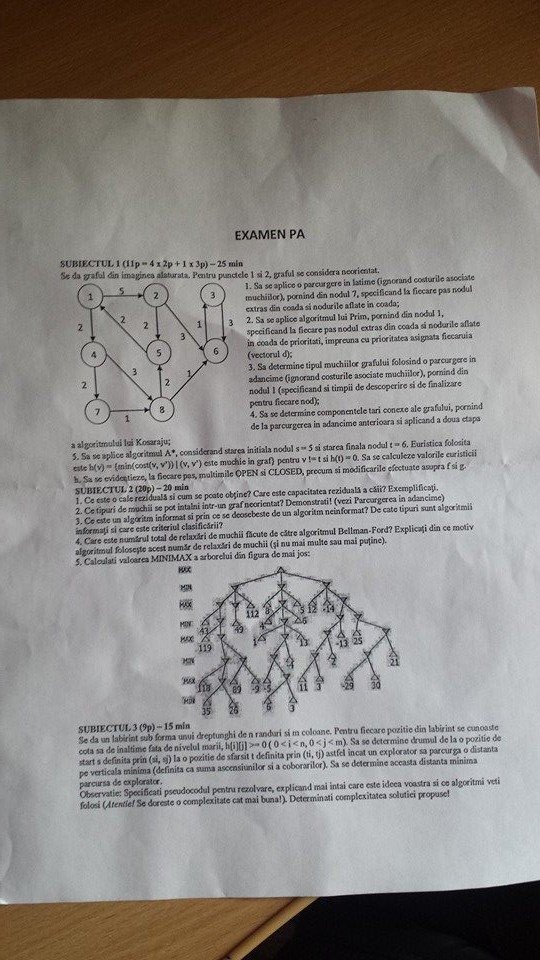 EXAMEN PA
SUBIECTUL 1 (11p = 4 x 2p + 1 x 3p) – 25 min
Se da graful din imaginea alaturata. Pentru punctele 1 si 2, graful se considera neorientat.
1. Sa se aplice o parcurgere in latime (ignorand costurile asociate
muchiilor), pornind din nodul 7, specificand la fiecare pas nodul
extras din coada si nodurile aflate in coada;
2. Sa se aplice algoritmul lui Prim, pornind din nodul 1,
specificand la fiecare pas nodul extras din coada si nodurile aflate
in coada de prioritati, impreuna cu prioritatea asignata fiecaruia
(vectorul d);
3. Sa se determine tipul muchiilor grafului folosind o parcurgere in
adancime (ignorand costurile asociate muchiilor), pornind din
nodul 1 (specificand si timpii de descoperire si de finalizare
pentru fiecare nod);
4. Sa se determine componentele tari conexe ale grafului, pornind
de la parcurgerea in adancime anterioara si aplicand a doua etapa
1 5 2 3
2 2 2 3 1 3
4 5 6
2 3 2 1
7 1 8
a algoritmului lui Kosaraju;
5. Sa se aplice algoritmul A*, considerand starea initiala nodul s = 5 si starea finala nodul t = 6. Euristica folosita
este h(v) = {min(cost(v, v')) | (v, v') este muchie in graf} pentru v != t si h(t) = 0. Sa se calculeze valorile euristicii
h. Sa se evidentieze, la fiecare pas, multimile OPEN si CLOSED, precum si modificarile efectuate asupra f si g.
SUBIECTUL 2 (20p) – 20 min
1. Ce este o cale reziduală si cum se poate obţine? Care este capacitatea reziduală a căii? Exemplificaţi.
2. Ce tipuri de muchii se pot intalni intr-un graf neorientat? Demonstrati! (vezi Parcurgerea in adancime)
3. Ce este un algoritm informat si prin ce se deosebeste de un algoritm neinformat? De cate tipuri sunt algoritmii
informaţi si care este criteriul clasificării?
4. Care este numărul total de relaxări de muchii făcute de către algoritmul Bellman-Ford? Explicaţi din ce motiv
algoritmul foloseşte acest număr de relaxări de muchii (şi nu mai multe sau mai puţine).
5. Calculati valoarea MINIMAX a arborelui din figura de mai jos:
MAX
MIN
MAX 112 8 5 12 -14
MIN 43 49 4 6
MAX 119 1 13 -13 25
MIN 4 2 21
MAX 118 89 -9 -5 11 3 -29 30
MIN 35 26 6 3
SUBIECTUL 3 (9p) – 15 min
Se da un labirint sub forma unui dreptunghi de n randuri si m coloane. Pentru fiecare pozitie din labirint se cunoaste
cota sa de inaltime fata de nivelul marii, h[i][j] >= 0 ( 0 < i < n, 0 < j < m). Sa se determine drumul de la o pozitie de
start s definita prin (si, sj) la o pozitie de sfarsit t definita prin (ti, tj) astfel incat un explorator sa parcurga o distanta
pe verticala minima (definita ca suma ascensiunilor si a coborarilor). Sa se determine aceasta distanta minima
parcursa de explorator.
Observatie: Specificati pseudocodul pentru rezolvare, explicand mai intai care este ideea voastra si ce algoritmi veti
folosi (Atentie! Se doreste o complexitate cat mai buna!). Determinati complexitatea solutiei propuse!